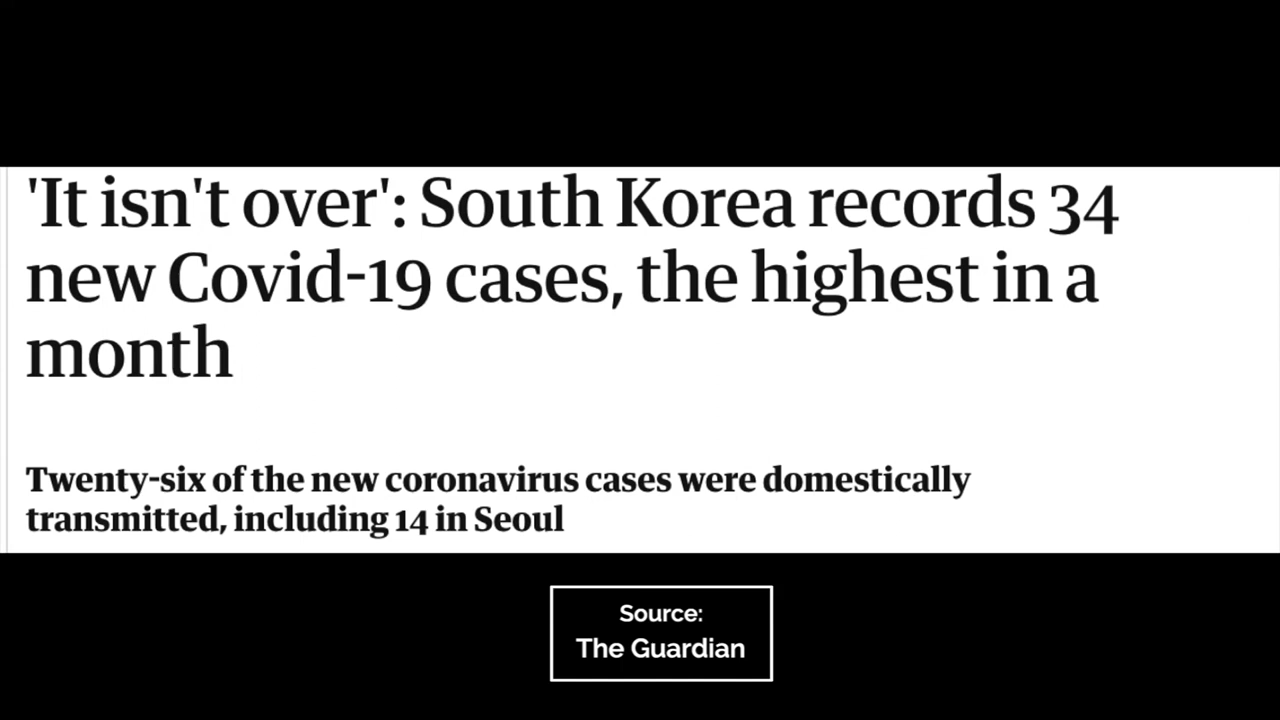 'It isn't over': South Korea records 34
new Covid-19 cases, the highest in a
month
Twenty-six of the new coronavirus cases were domestically
transmitted, including 14 in Seoul
Source:
The Guardian